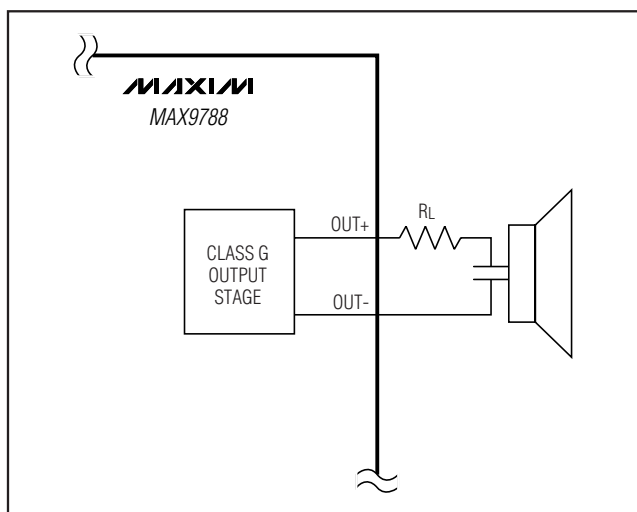 MAXIM
MAX9788
OUT+
RL
CLASS G
OUTPUT
STAGE
OUT-